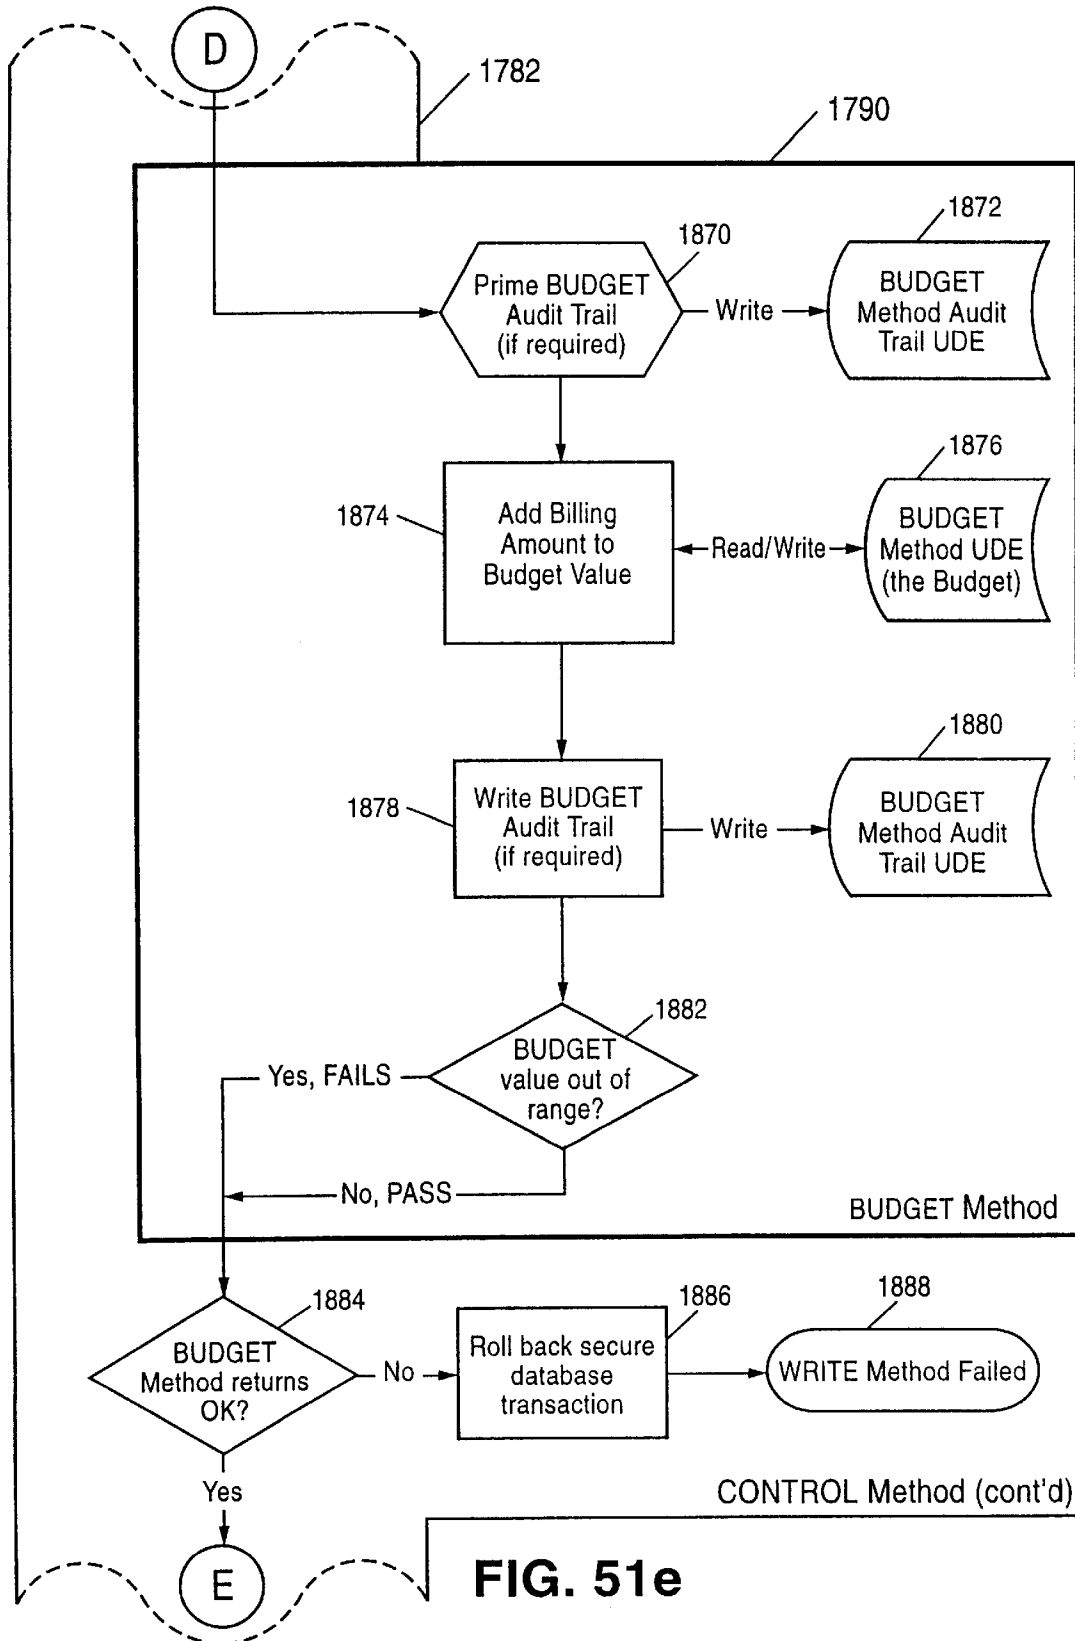 D
1782
1790
1870
Prime BUDGET
Audit Trail
(if required)
Write
1872
BUDGET
Method Audit
Trail UDE
1874
Add Billing
Amount to
Budget Value
Read/Write
1876
BUDGET
Method UDE
(the Budget)
1878
Write BUDGET
Audit Trail
(if required)
Write
1880
BUDGET
Method Audit
Trail UDE
1882
BUDGET
value out of
range?
Yes, FAILS
No, PASS
BUDGET Method
1884
BUDGET
Method returns
OK?
No
1886
Roll back secure
database
transaction
1888
WRITE Method Failed
Yes
CONTROL Method (cont'd)
E
FIG. 51e